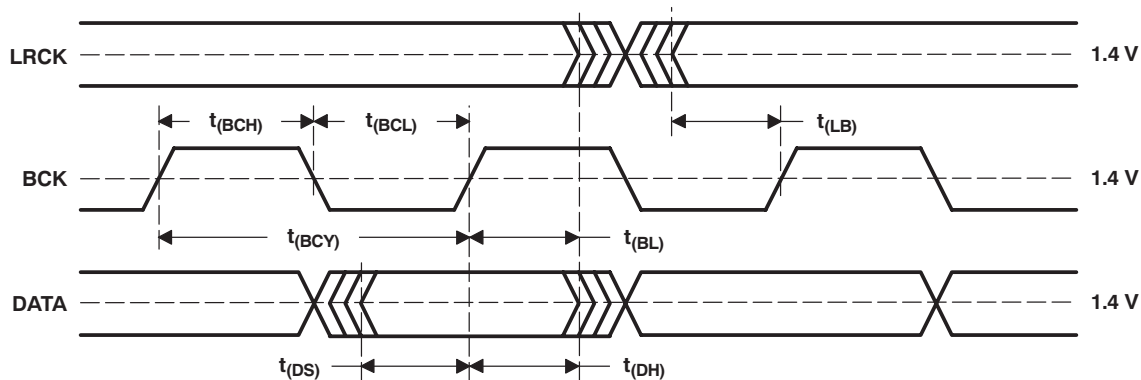 LRCK 1.4 V
t(BCH) t(BCL) t(LB)
BCK 1.4 V
t(BCY) t(BL)
DATA 1.4 V
t(DS) t(DH)